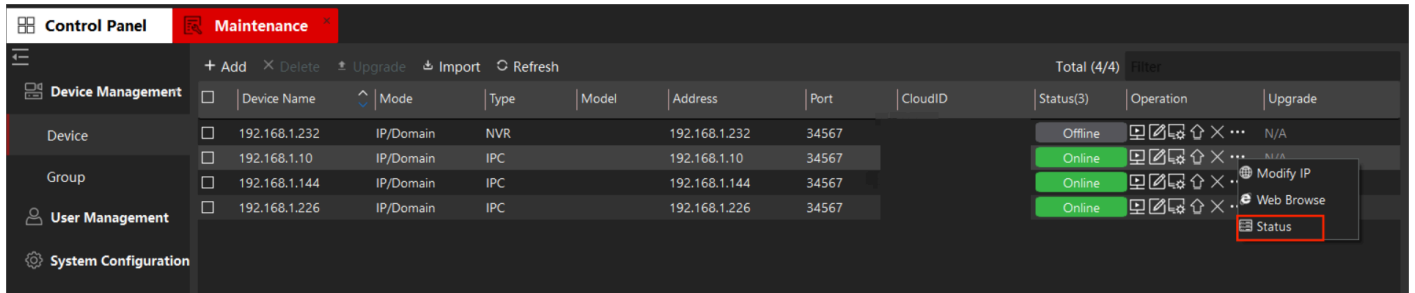 Control Panel Maintenance ×
Add Delete Upgrade Import Refresh Total (4/4) Filter
Device Management
Device Name Mode Type Model Address Port CloudID Status(3) Operation Upgrade
Device
192.168.1.232 IP/Domain NVR 192.168.1.232 34567 Offline N/A
192.168.1.10 IP/Domain IPC 192.168.1.10 34567 Online N/A
192.168.1.144 IP/Domain IPC 192.168.1.144 34567 Online
192.168.1.226 IP/Domain IPC 192.168.1.226 34567 Online
Modify IP
Web Browse
Status
Group
User Management
System Configuration